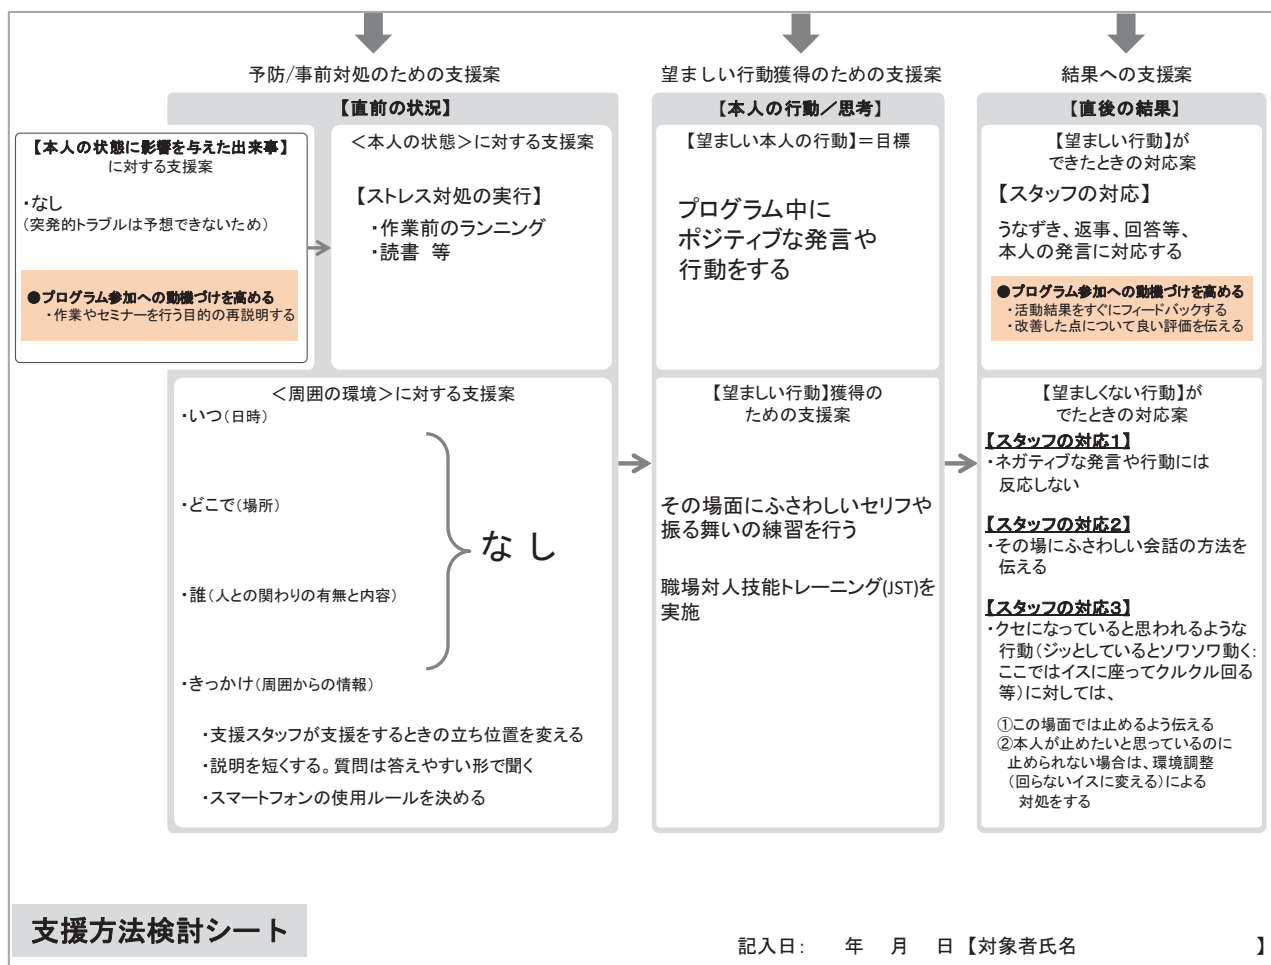 予防/事前対処のための支援案
望ましい行動獲得のための支援案
結果への支援案
【直前の状況】
【本人の行動／思考】
【直後の結果】
【本人の状態に影響を与えた出来事】
に対する支援案
・なし
(突発的トラブルは予想できないため)
●プログラム参加への動機づけを高める
・作業やセミナーを行う目的の再説明する
＜本人の状態＞に対する支援案
【ストレス対処の実行】
・作業前のランニング
・読書 等
【望ましい本人の行動】＝目標
プログラム中に
ポジティブな発言や
行動をする
【望ましい行動】が
できたときの対応案
【スタッフの対応】
うなずき、返事、回答等、
本人の発言に対応する
●プログラム参加への動機づけを高める
・活動結果をすぐにフィードバックする
・改善した点について良い評価を伝える
＜周囲の環境＞に対する支援案
・いつ(日時)
・どこで(場所)
・誰(人との関わりの有無と内容)
・きっかけ(周囲からの情報)
なし
・支援スタッフが支援をするときの立ち位置を変える
・説明を短くする。質問は答えやすい形で聞く
・スマートフォンの使用ルールを決める
【望ましい行動】獲得の
ための支援案
その場面にふさわしいセリフや
振る舞いの練習を行う
職場対人技能トレーニング(JST)を
実施
【望ましくない行動】が
でたときの対応案
【スタッフの対応１】
・ネガティブな発言や行動には
反応しない
【スタッフの対応２】
・その場にふさわしい会話の方法を
伝える
【スタッフの対応３】
・クセになっていると思われるような
行動(ジッとしているとソワソワ動く:
ここではイスに座ってクルクル回る
等)に対しては、
①この場面では止めるよう伝える
②本人が止めたいと思っているのに
止められない場合は、環境調整
(回らないイスに変える)による
対処をする
支援方法検討シート
記入日: 年 月 日 【対象者氏名 】